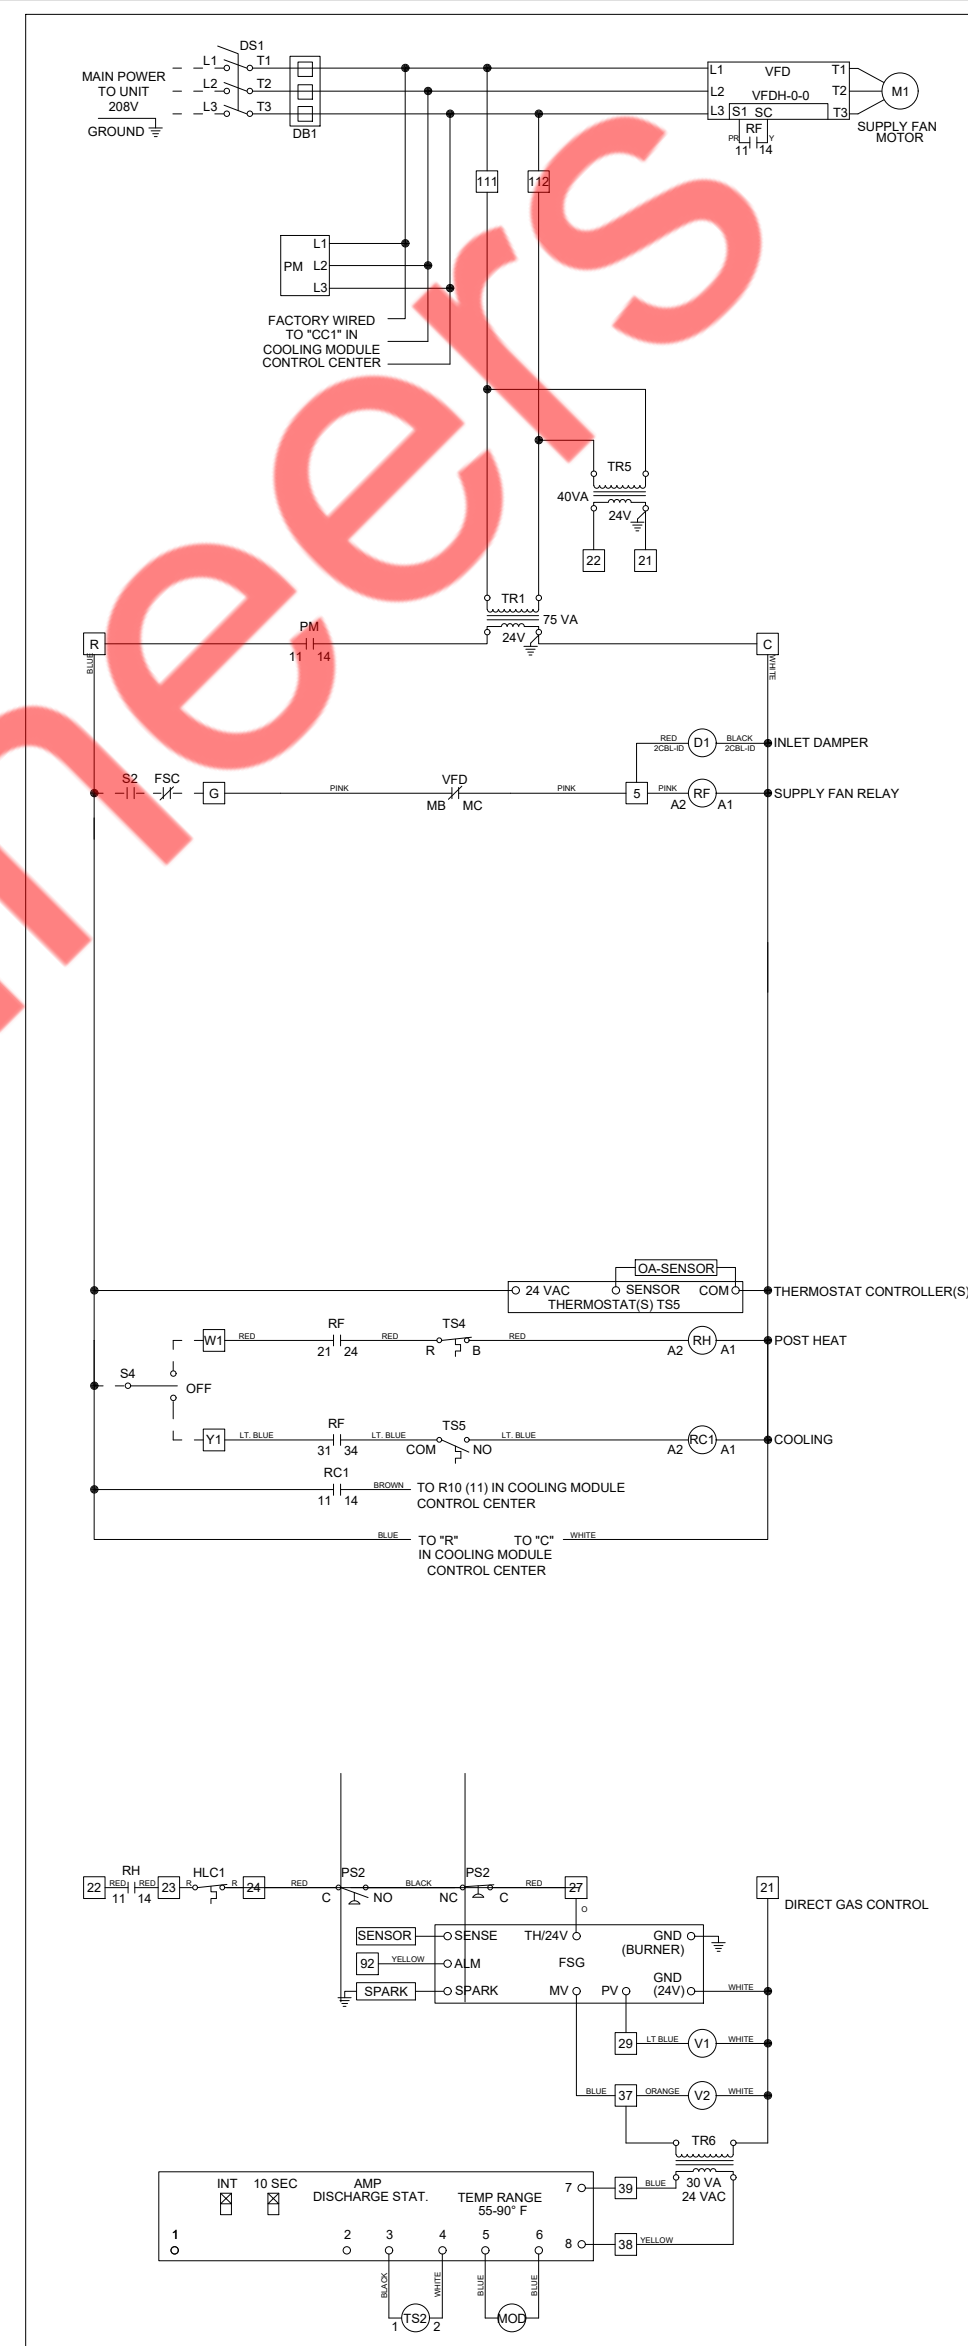 DS1
L1 T1
MAIN POWER
TO UNIT
208V
L2 T2
L3 T3
GROUND
DB1
L1 VFD T1
L2 VFDH-0-0 T2
L3 S1 SC T3
M1
SUPPLY FAN
MOTOR
RF
PR Y
11 14
111 112
PM
L1
L2
L3
FACTORY WIRED
TO "CC1" IN
COOLING MODULE
CONTROL CENTER
TR5
40VA
24V
22 21
TR1
75 VA
24V
R PM C
11 14
BLUE
WHITE
RED D1 BLACK INLET DAMPER
2CBL-ID 2CBL-ID
S2 FSC G PINK VFD PINK 5 PINK RF SUPPLY FAN RELAY
MB MC A2 A1
OA-SENSOR
24 VAC SENSOR COM THERMOSTAT CONTROLLER(S)
THERMOSTAT(S) TS5
W1 RED RF RED TS4 RED RH POST HEAT
21 24 R B A2 A1
S4 OFF
Y1 LT. BLUE RF LT. BLUE TS5 LT. BLUE RC1 COOLING
31 34 COM NO A2 A1
RC1
11 14 BROWN TO R10 (11) IN COOLING MODULE
CONTROL CENTER
BLUE TO "R" TO "C" WHITE
IN COOLING MODULE
CONTROL CENTER
22 RED RH RED 23 R HLC1 R 24 RED PS2 BLACK PS2 RED 27 21
11 14 C NO NC C
DIRECT GAS CONTROL
O
SENSOR SENSE TH/24V GND
(BURNER)
92 YELLOW ALM FSG
SPARK SPARK MV PV GND
(24V) WHITE
29 LT BLUE V1 WHITE
BLUE 37 ORANGE V2 WHITE
TR6
30 VA
24 VAC
INT 10 SEC AMP
DISCHARGE STAT. TEMP RANGE
55-90° F
7 39 BLUE
1 2 3 4 5 6 8 38 YELLOW
BLACK WHITE BLUE BLUE
1 TS2 2 MOD
neers